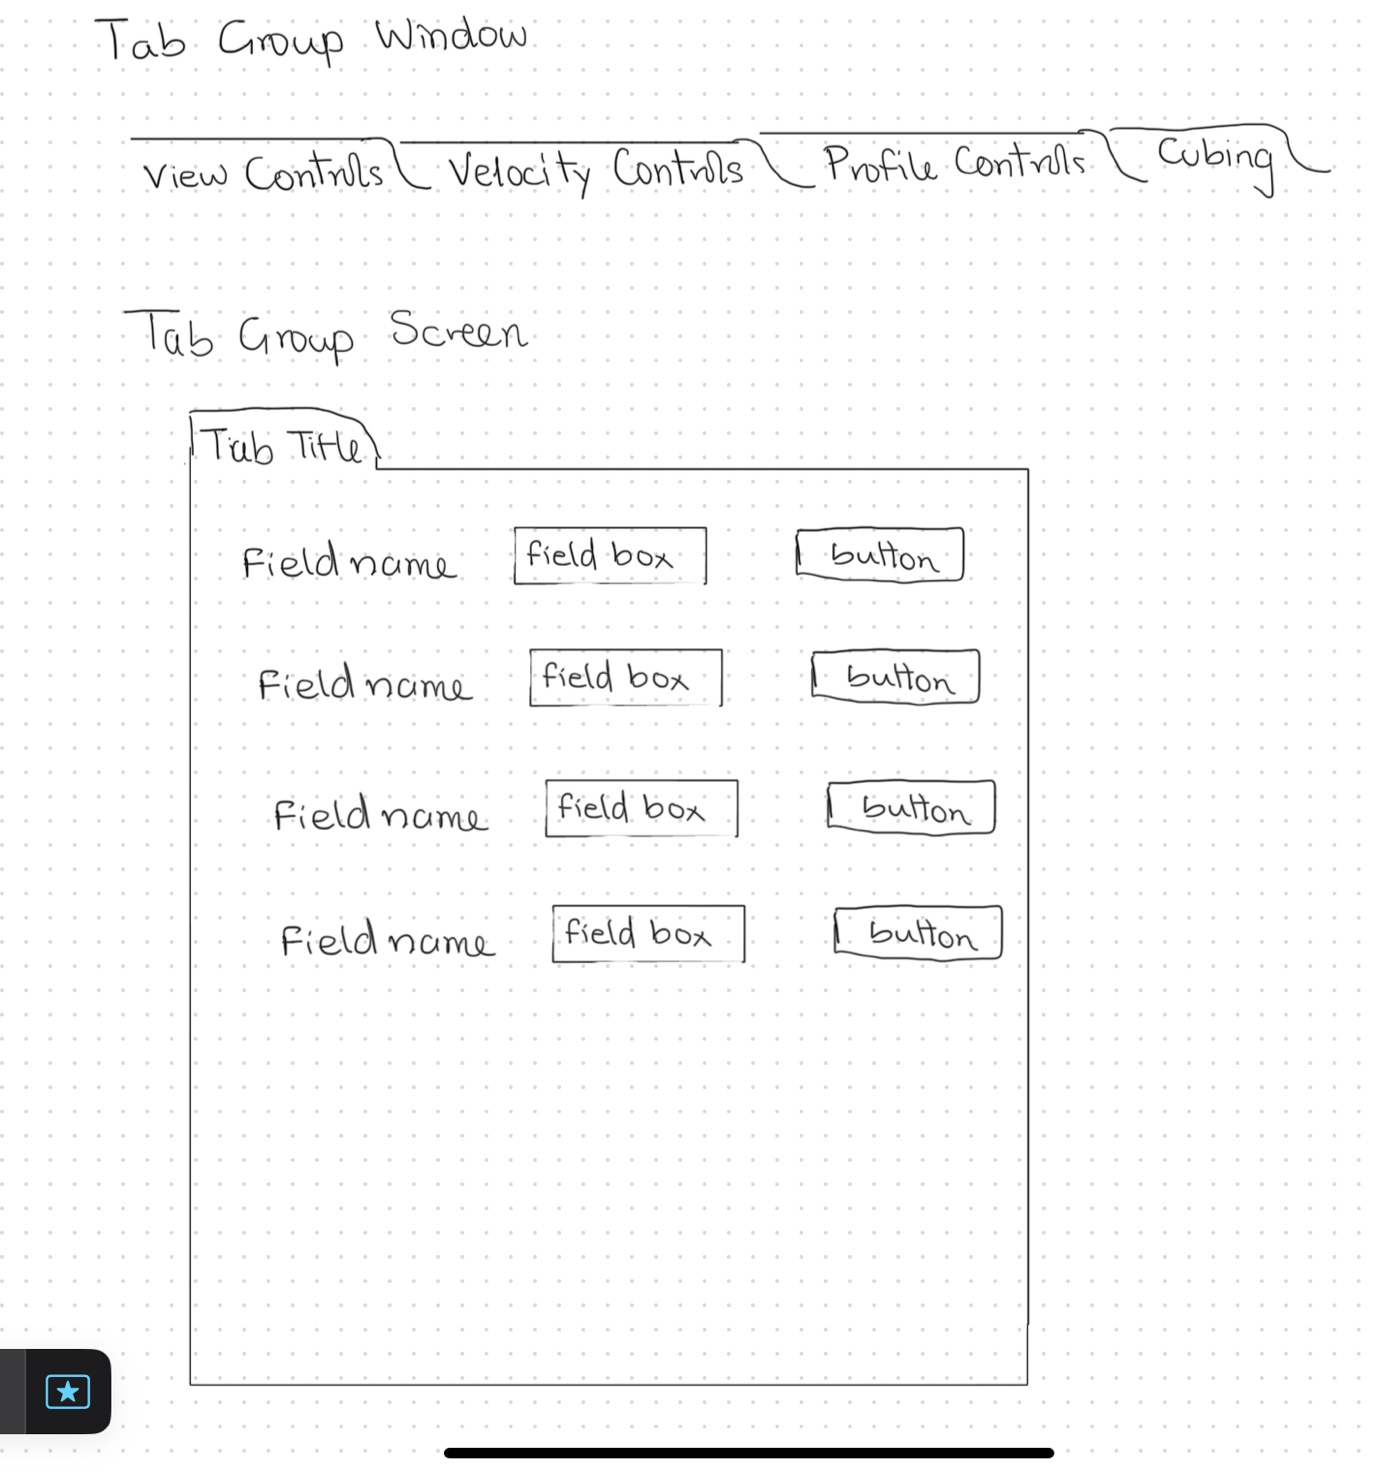 Tab Group Window
View Controls Velocity Controls Profile Controls Cubing
Tab Group Screen
Tab Title
Field name field box button
Field name field box button
Field name field box button
Field name field box button